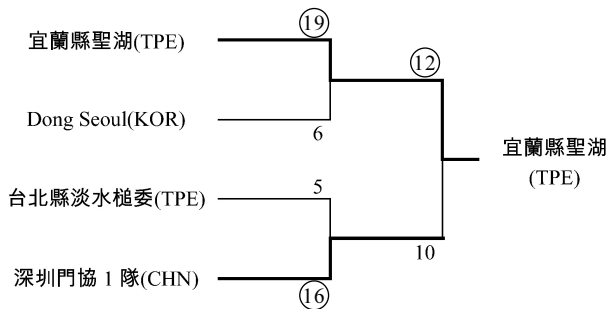 19
宜蘭縣聖湖(TPE)
12
Dong Seoul(KOR)
6
宜蘭縣聖湖
(TPE)
5
台北縣淡水槌委(TPE)
10
深圳門協 1 隊(CHN)
16